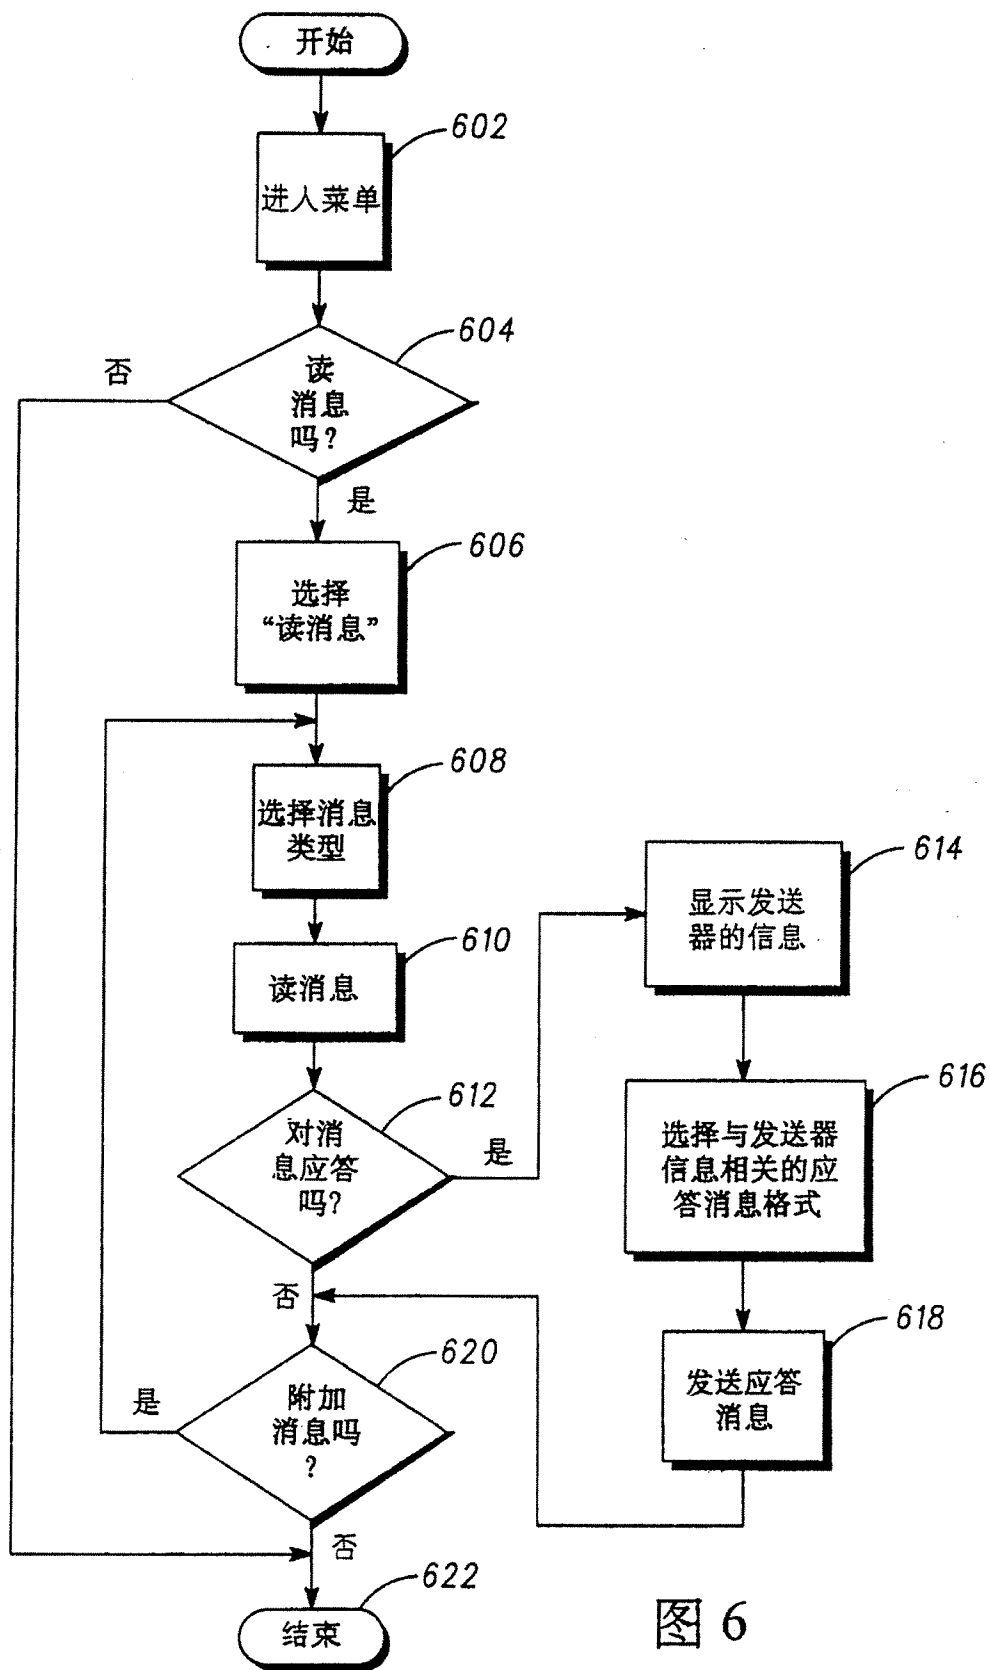 开始
602
进人菜单
604
否
读
消息
吗?
是
606
选择
“读消息”
608
选择消息
类型
610
读消息
612
对消
息应答
吗?
是
614
显示发送
器的信息
616
选择与发送器
信息相关的应
答消息格式
618
发送应答
消息
否
620
是
附加
消息吗
?
否
622
结束
图 6